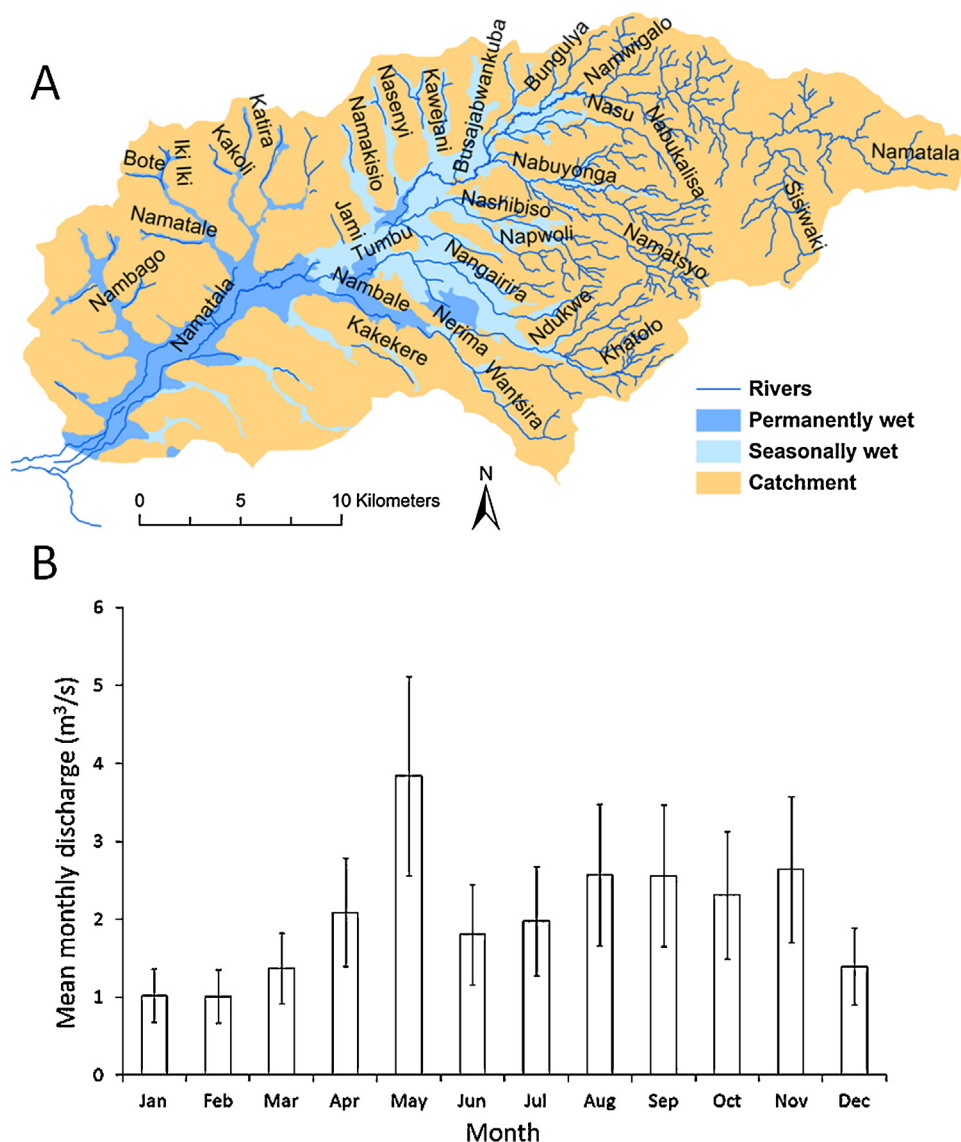 A
Bungulya
Namwigalo
Busajabwankuba
Kawejani
Nasenyi
Namakisio
Katira
Kakoli
Iki Iki
Bote
Nasu
Nabukalisa
Namatala
Sisiwaki
Nabuyonga
Nashibiso
Napwoli
Namatsyo
Namatale
Jami
Tumbu
Nangairira
Nambago
Namatala
Nambale
Nerima
Ndukwe
Khatolo
Kakekere
Wantsira
Rivers
Permanently wet
Seasonally wet
Catchment
N
0 5 10 Kilometers
B
Mean monthly discharge (m³/s)
6
5
4
3
2
1
0
Jan Feb Mar Apr May Jun Jul Aug Sep Oct Nov Dec
Month